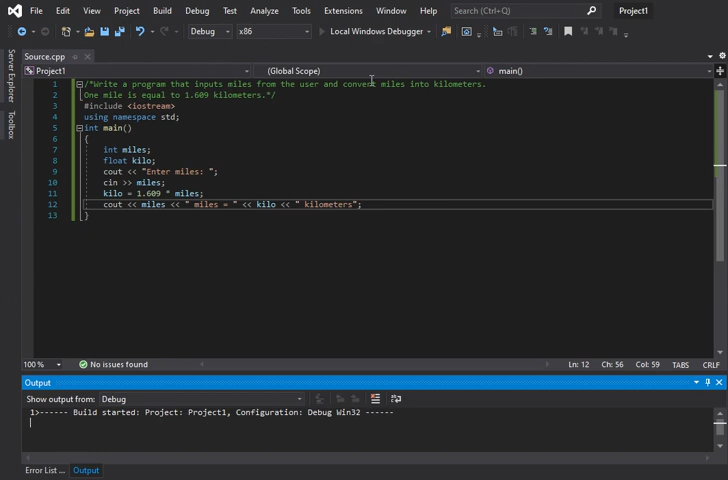 File Edit View Project Build Debug Test Analyze Tools Extensions Window Help Search (Ctrl+Q) Project1
Debug x86 Local Windows Debugger
Server Explorer
Toolbox
Source.cpp
Project1 (Global Scope) main()
1 /*Write a program that inputs miles from the user and convest miles into kilometers.
2 One mile is equal to 1.609 kilometers.*/
3 #include <iostream>
4 using namespace std;
5 int main()
6 {
7 int miles;
8 float kilo;
9 cout << "Enter miles: ";
10 cin >> miles;
11 kilo = 1.609 * miles;
12 cout << miles << " miles = " << kilo << " kilometers";
13 }
100 % No issues found Ln: 12 Ch: 56 Col: 59 TABS CRLF
Output
Show output from: Debug
1>------ Build started: Project: Project1, Configuration: Debug Win32 ------
Error List ... Output